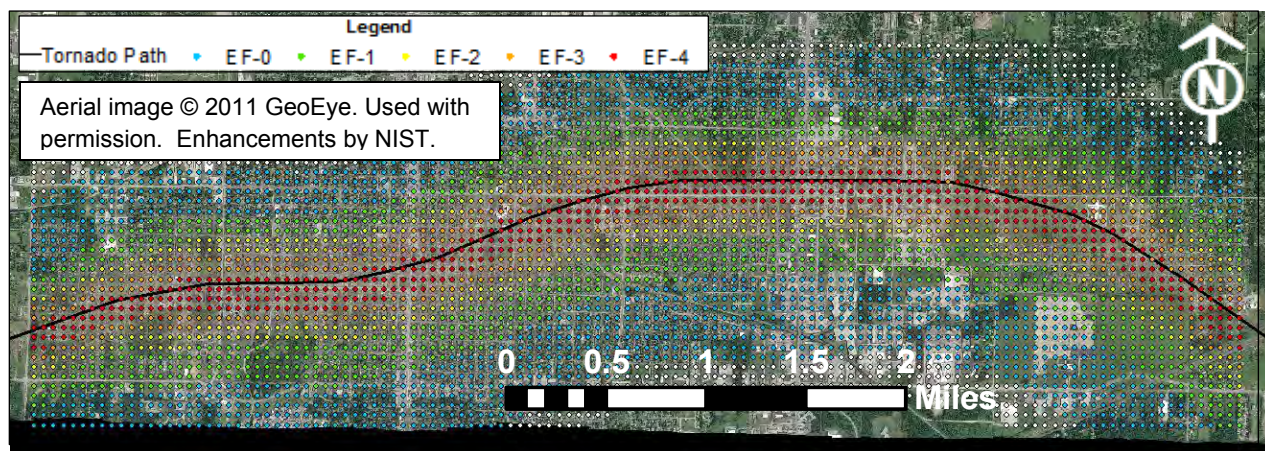 Legend
Tornado Path EF-0 EF-1 EF-2 EF-3 EF-4
Aerial image © 2011 GeoEye. Used with
permission. Enhancements by NIST.
N
0 0.5 1 1.5 2
Miles